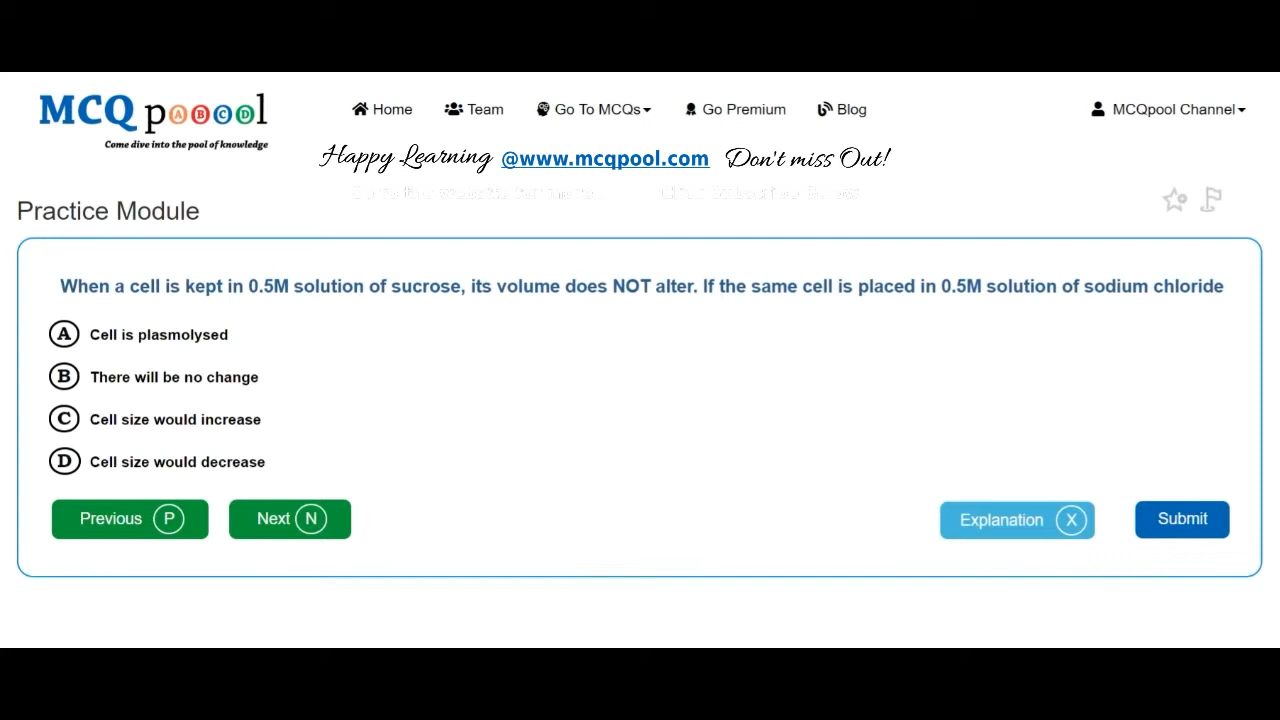 MCQ pooool
Come dive into the pool of knowledge
Home Team Go To MCQs Go Premium Blog MCQpool Channel
Happy Learning @www.mcqpool.com Don't miss Out!
Practice Module
When a cell is kept in 0.5M solution of sucrose, its volume does NOT alter. If the same cell is placed in 0.5M solution of sodium chloride
A Cell is plasmolysed
B There will be no change
C Cell size would increase
D Cell size would decrease
Previous P Next N Explanation X Submit